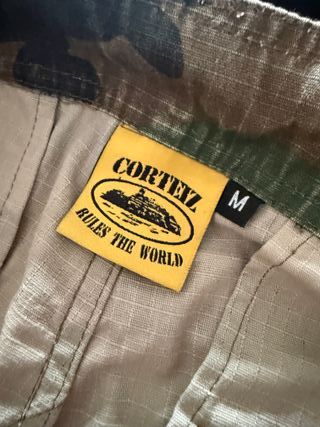 CORTEIZ
RULES THE WORLD
M